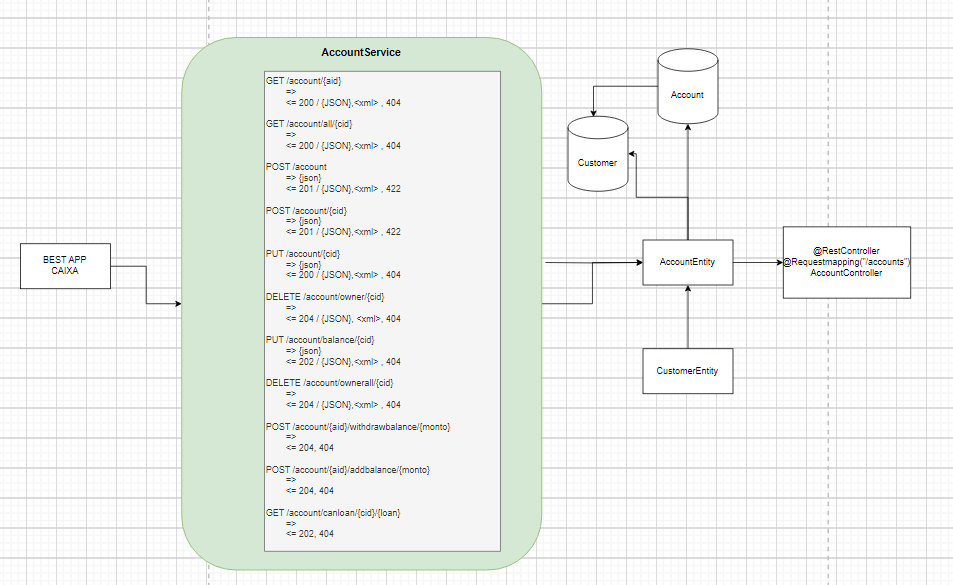 AccountService
GET /account/{aid}
=>
<= 200 / {JSON},<xml> , 404
GET /account/all/{cid}
=>
<= 200 / {JSON},<xml> , 404
POST /account
=> {json}
<= 201 / {JSON},<xml> , 422
POST /account/{cid}
=> {json}
<= 201 / {JSON},<xml> , 422
PUT /account/{cid}
=> {json}
<= 200 / {JSON},<xml> , 404
DELETE /account/owner/{cid}
=>
<= 204 / {JSON}, <xml>, 404
PUT /account/balance/{cid}
=> {json}
<= 202 / {JSON},<xml> , 404
DELETE /account/ownerall/{cid}
=>
<= 204 / {JSON},<xml> , 404
POST /account/{aid}/withdrawbalance/{monto}
=>
<= 204, 404
POST /account/{aid}/addbalance/{monto}
=>
<= 204, 404
GET /account/canloan/{cid}/{loan}
=>
<= 202, 404
BEST APP
CAIXA
Account
Customer
AccountEntity
@RestController
@Requestmapping("/accounts")
AccountController
CustomerEntity